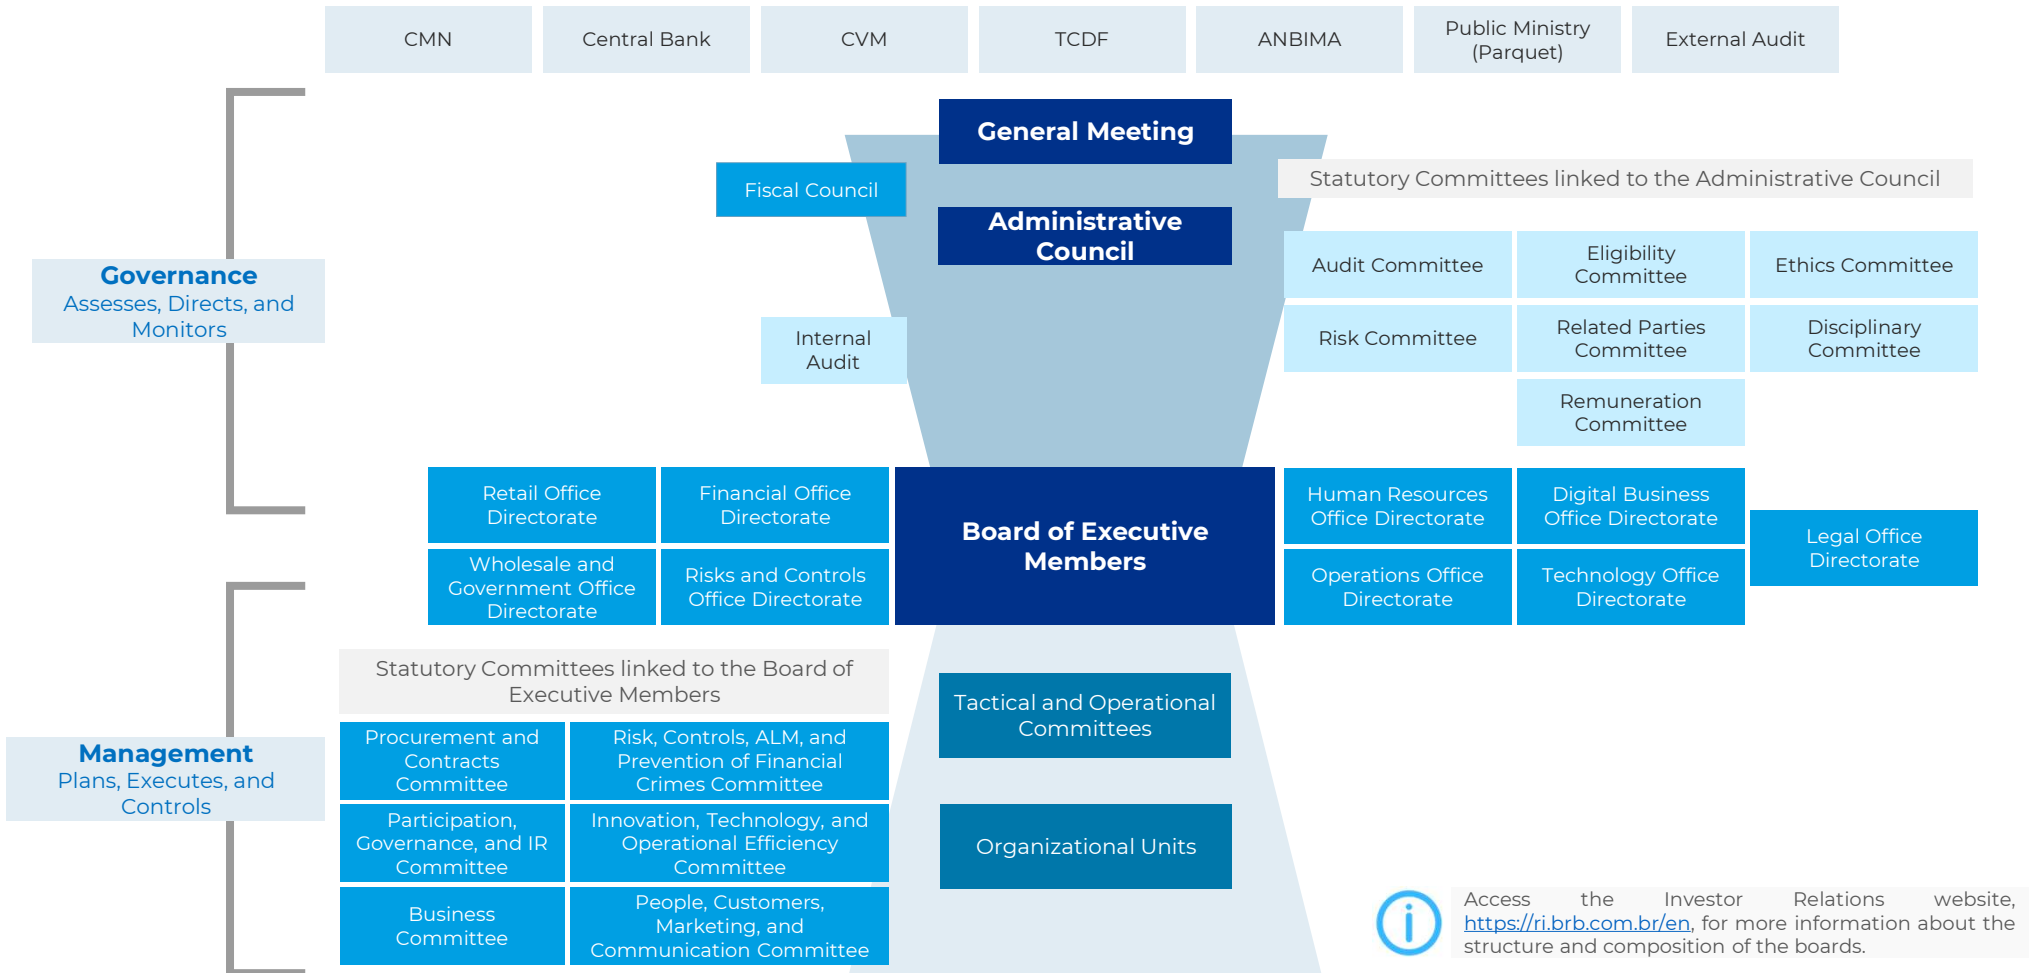 CMN
Central Bank
CVM
TCDF
ANBIMA
Public Ministry
(Parquet)
External Audit
General Meeting
Fiscal Council
Statutory Committees linked to the Administrative Council
Administrative
Council
Governance
Assesses, Directs, and
Monitors
Audit Committee
Eligibility
Committee
Ethics Committee
Internal
Audit
Risk Committee
Related Parties
Committee
Disciplinary
Committee
Remuneration
Committee
Retail Office
Directorate
Financial Office
Directorate
Wholesale and
Government Office
Directorate
Risks and Controls
Office Directorate
Board of Executive
Members
Human Resources
Office Directorate
Digital Business
Office Directorate
Operations Office
Directorate
Technology Office
Directorate
Legal Office
Directorate
Management
Plans, Executes, and
Controls
Statutory Committees linked to the Board of
Executive Members
Procurement and
Contracts
Committee
Risk, Controls, ALM, and
Prevention of Financial
Crimes Committee
Participation,
Governance, and IR
Committee
Innovation, Technology, and
Operational Efficiency
Committee
Business
Committee
People, Customers,
Marketing, and
Communication Committee
Tactical and Operational
Committees
Organizational Units
Access the Investor Relations website,
https://ri.brb.com.br/en, for more information about the
structure and composition of the boards.